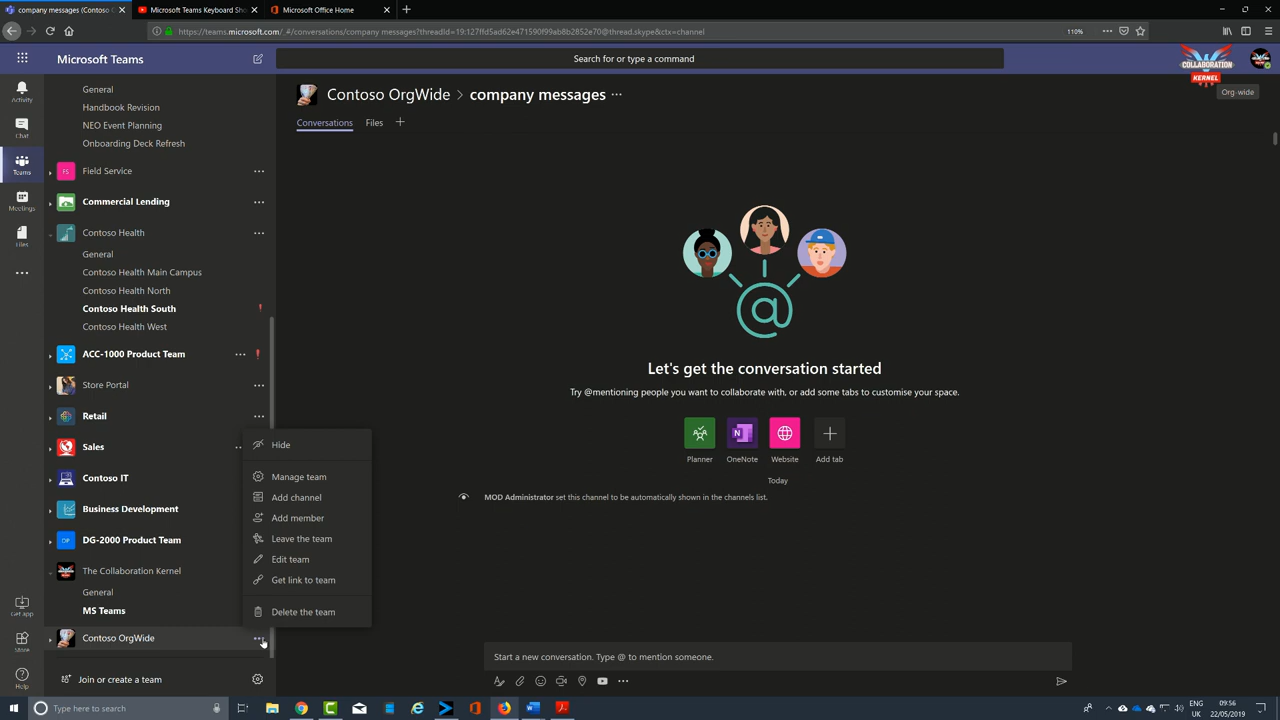 company messages (Contoso O
Microsoft Teams Keyboard Sho
Microsoft Office Home
https://teams.microsoft.com/_#/conversations/company messages?threadId=19:127ffd5ad62e471590f99ab8b2852e70@thread.skype&ctx=channel
110%
Microsoft Teams
Search for or type a command
COLLABORATION
KERNEL
Activity
Chat
Teams
Meetings
Files
Get app
More
Help
General
Handbook Revision
NEO Event Planning
Onboarding Deck Refresh
FS
Field Service
Commercial Lending
Contoso Health
General
Contoso Health Main Campus
Contoso Health North
Contoso Health South
Contoso Health West
ACC-1000 Product Team
Store Portal
Retail
Sales
Contoso IT
Business Development
DP
DG-2000 Product Team
The Collaboration Kernel
General
MS Teams
Contoso OrgWide
Join or create a team
Hide
Manage team
Add channel
Add member
Leave the team
Edit team
Get link to team
Delete the team
Contoso OrgWide > company messages
Org-wide
Conversations
Files
Let's get the conversation started
Try @mentioning people you want to collaborate with, or add some tabs to customise your space.
Planner
OneNote
Website
Add tab
Today
MOD Administrator set this channel to be automatically shown in the channels list.
Start a new conversation. Type @ to mention someone.
Type here to search
ENG
UK
09:56
22/05/2019